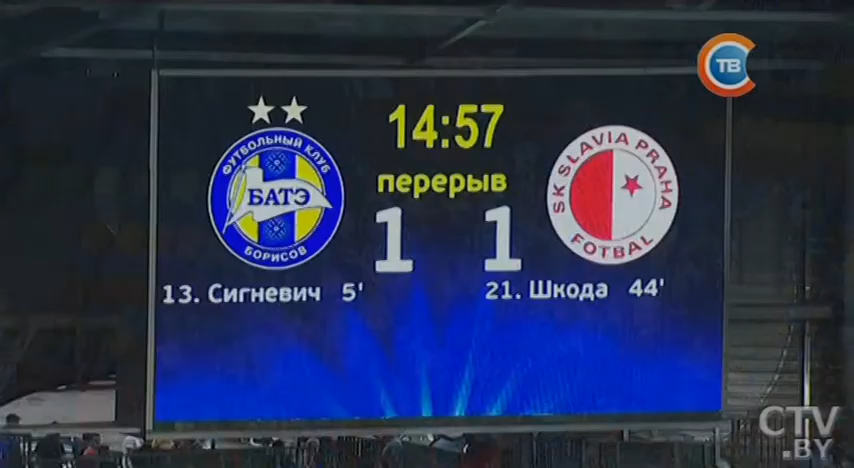 ТВ
14:57
ФУТБОЛЬНЫЙ КЛУБ
БАТЭ
БОРИСОВ
SK SLAVIA PRAHA
FOTBAL
перерыв
1 1
13. Сигневич 5'
21. Шкода 44'
CTV
.BY